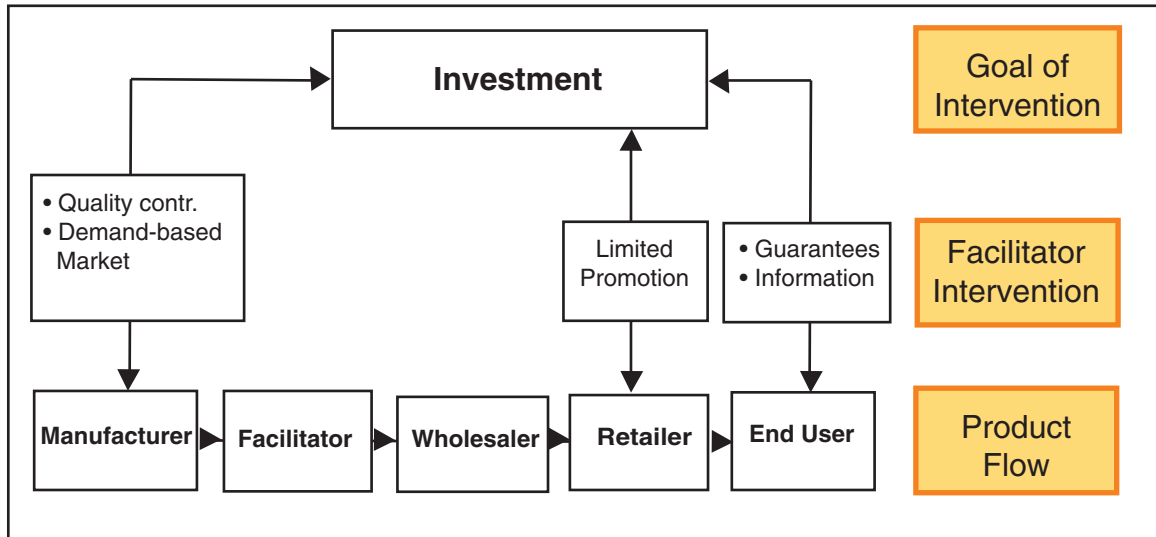 Investment
Goal of
Intervention
• Quality contr.
• Demand-based
Market
Limited
Promotion
• Guarantees
• Information
Facilitator
Intervention
Manufacturer
Facilitator
Wholesaler
Retailer
End User
Product
Flow